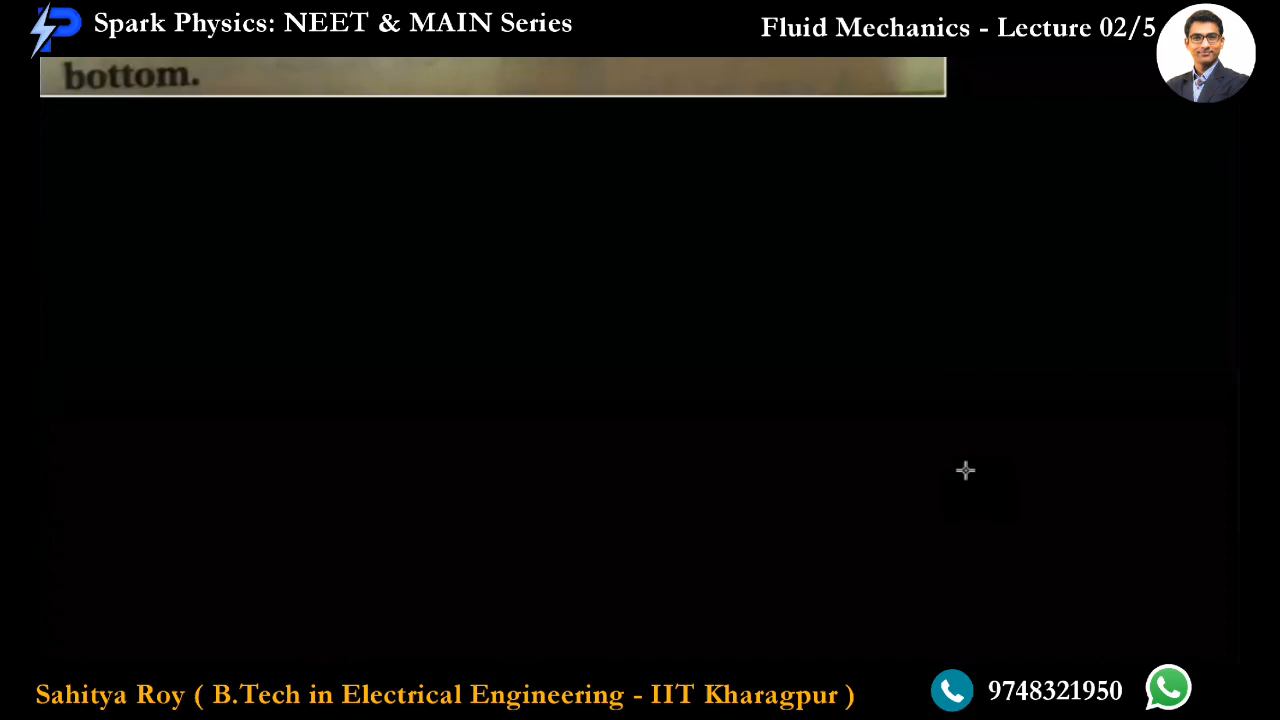 Spark Physics: NEET & MAIN Series
Fluid Mechanics - Lecture 02/5
bottom.
Sahitya Roy ( B.Tech in Electrical Engineering - IIT Kharagpur )
9748321950